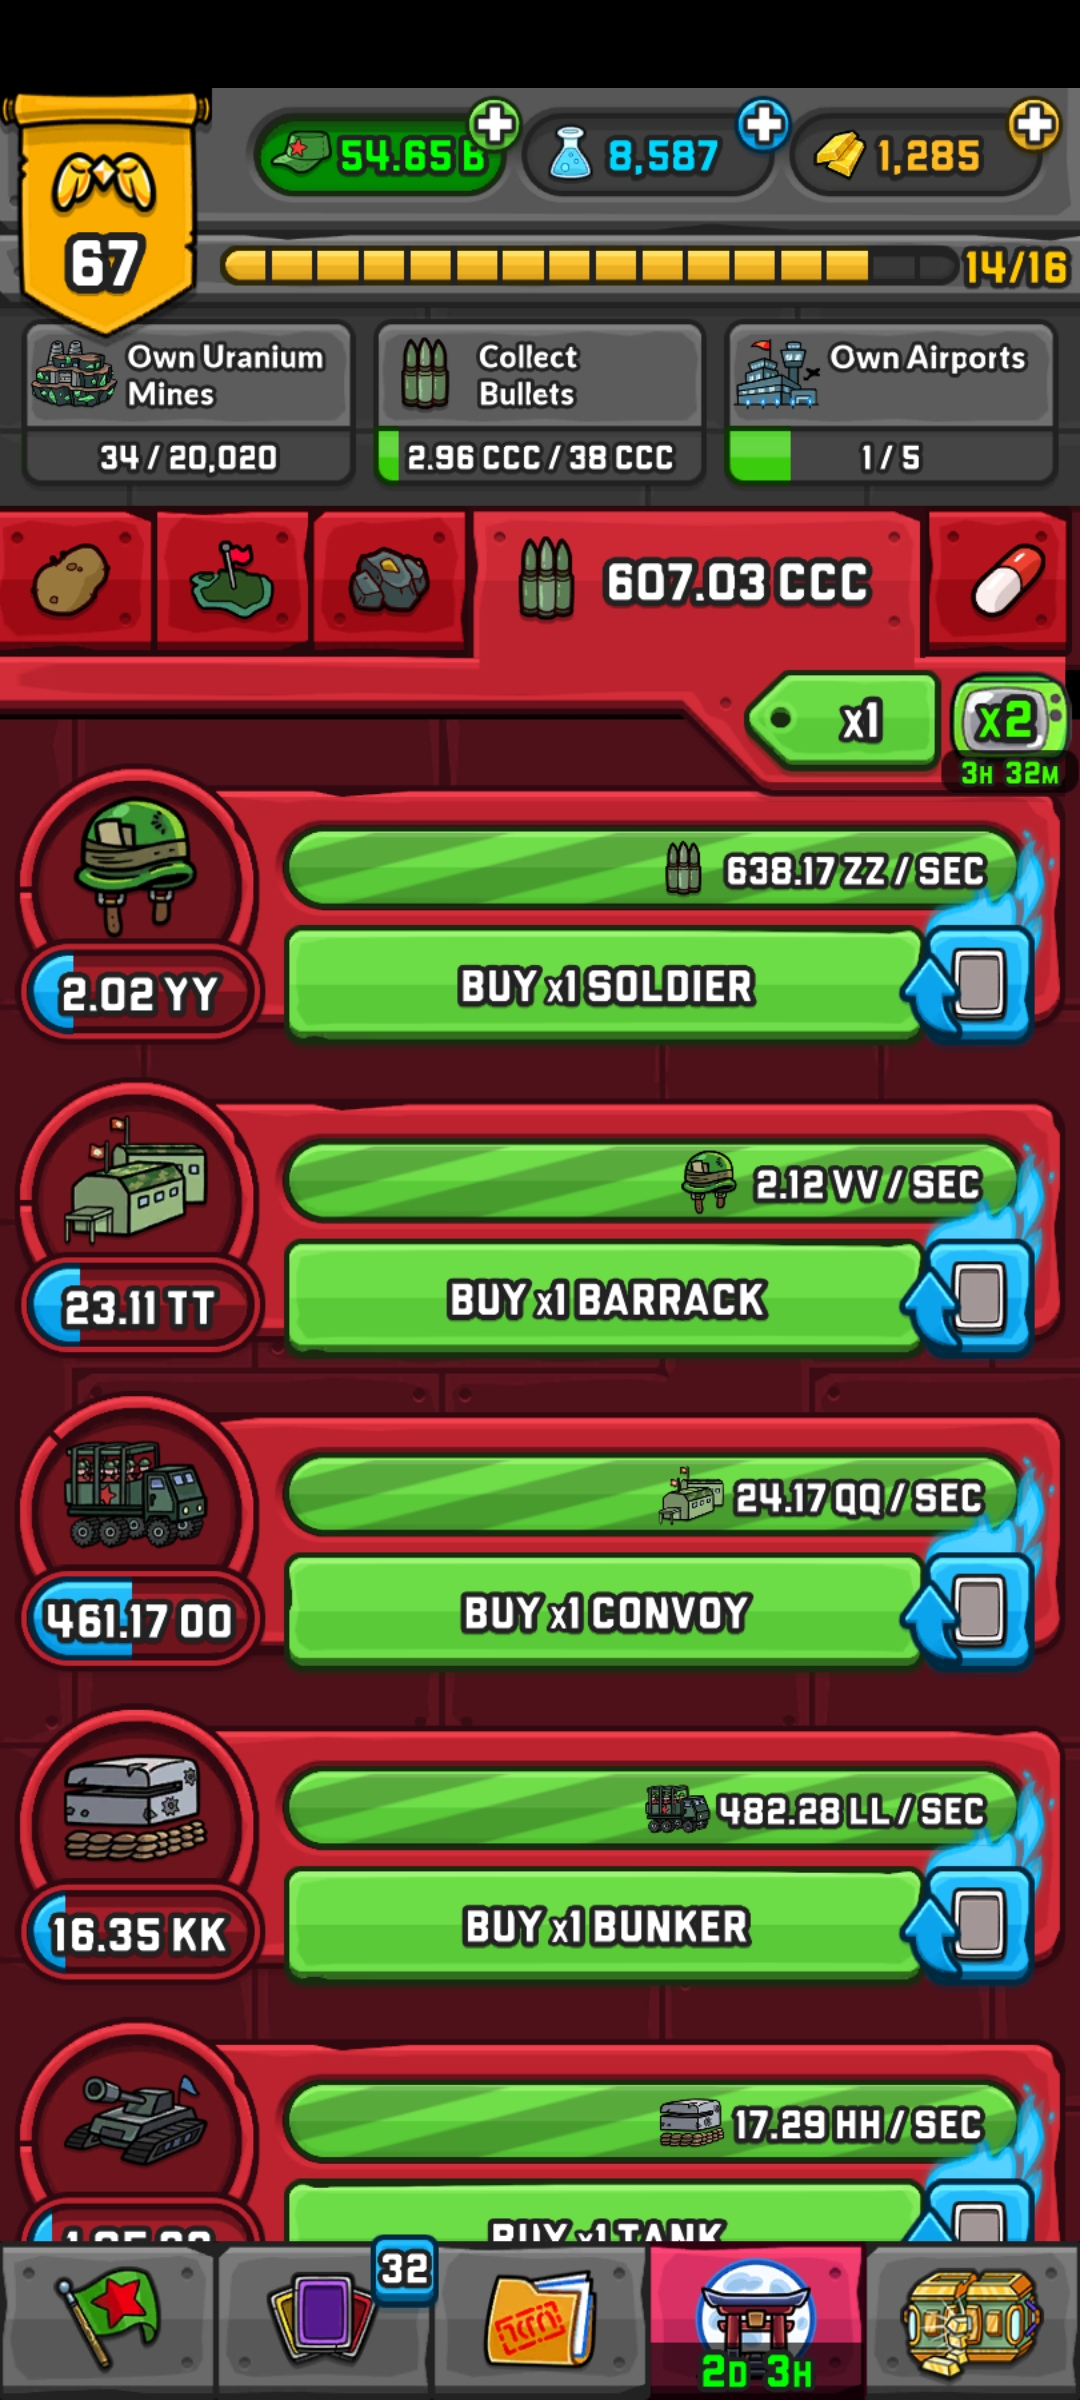 67
54.65 B
8,587
1,285
14/16
Own Uranium
Mines
34 / 20,020
Collect
Bullets
2.96 CCC / 38 CCC
Own Airports
1 / 5
607.03 CCC
x1
x2
3H 32M
638.17 ZZ / SEC
BUY x1 SOLDIER
2.02 YY
2.12 VV / SEC
BUY x1 BARRACK
23.11 TT
24.17 QQ / SEC
BUY x1 CONVOY
461.17 OO
482.28 LL / SEC
BUY x1 BUNKER
16.35 KK
17.29 HH / SEC
BUY x1 TANK
32
2D 3H